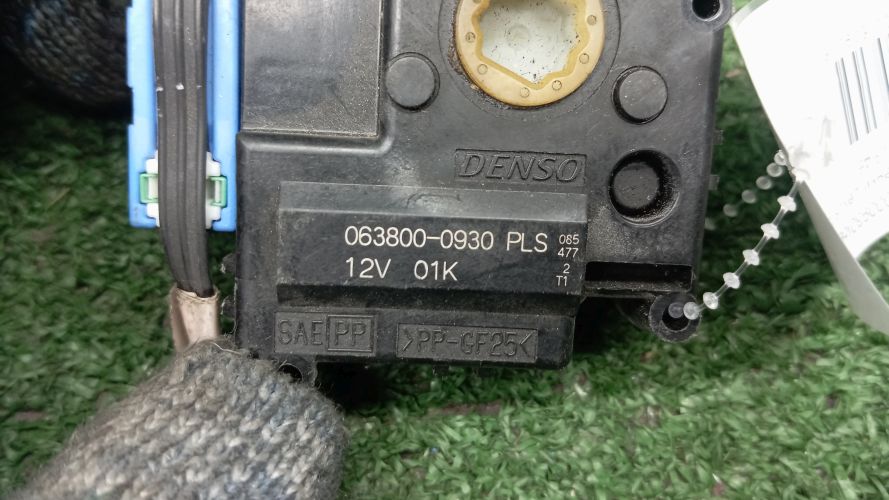 DENSO
063800-0930 PLS 085
477
12V 01K 2
T1
SAE PP >PP-GF25<